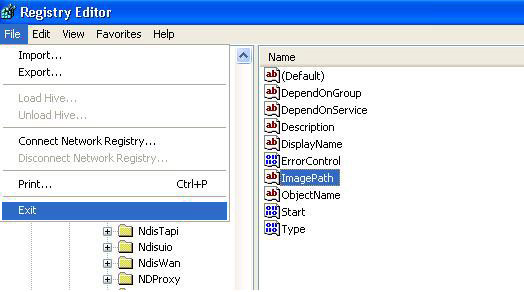 Registry Editor
File Edit View Favorites Help
Import...
Export...
Load Hive...
Unload Hive...
Connect Network Registry...
Disconnect Network Registry...
Print... Ctrl+P
Exit
NdisTapi
Ndisuio
NdisWan
NDProxy
Name
(Default)
DependOnGroup
DependOnService
Description
DisplayName
ErrorControl
ImagePath
ObjectName
Start
Type